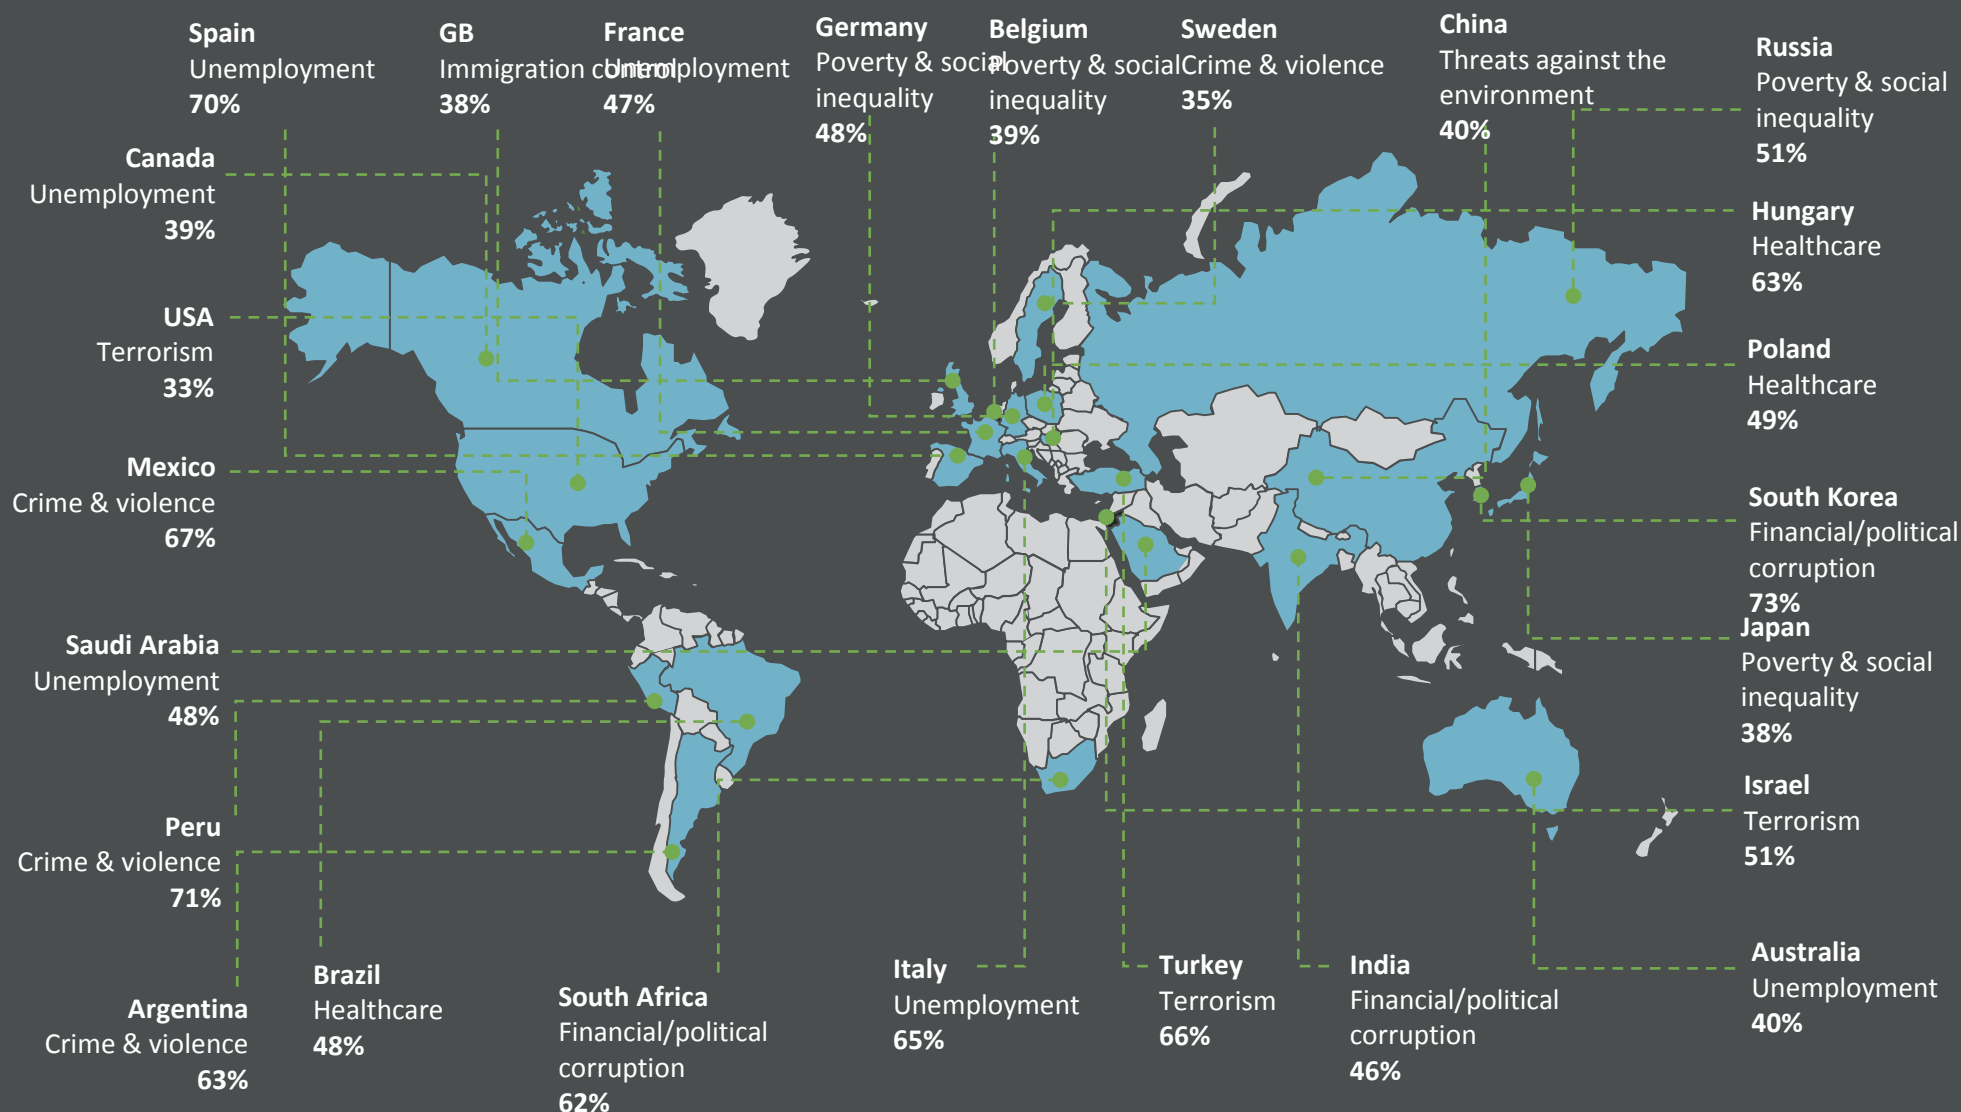 Spain
Unemployment
70%
GB
Immigration control
38%
France
Unemployment
47%
Germany
Poverty & social
inequality
48%
Belgium
Poverty & social
inequality
39%
Sweden
Crime & violence
35%
China
Threats against the
environment
40%
Russia
Poverty & social
inequality
51%
Canada
Unemployment
39%
Hungary
Healthcare
63%
USA
Terrorism
33%
Poland
Healthcare
49%
Mexico
Crime & violence
67%
South Korea
Financial/political
corruption
73%
Saudi Arabia
Unemployment
48%
Japan
Poverty & social
inequality
38%
Peru
Crime & violence
71%
Israel
Terrorism
51%
Argentina
Crime & violence
63%
Brazil
Healthcare
48%
South Africa
Financial/political
corruption
62%
Italy
Unemployment
65%
Turkey
Terrorism
66%
India
Financial/political
corruption
46%
Australia
Unemployment
40%